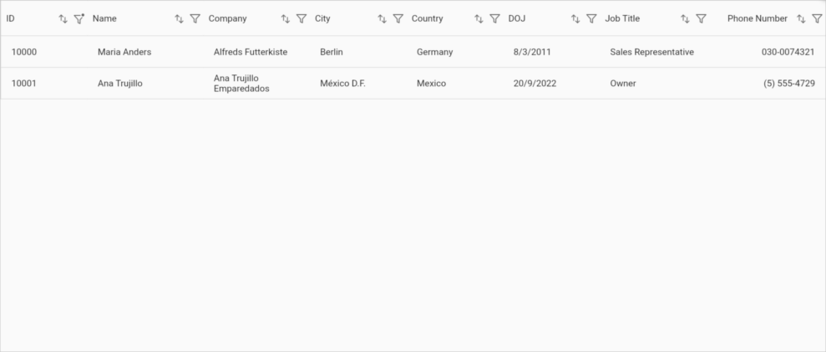 ID Name Company City Country DOJ Job Title Phone Number
10000 Maria Anders Alfreds Futterkiste Berlin Germany 8/3/2011 Sales Representative 030-0074321
10001 Ana Trujillo Ana Trujillo Emparedados México D.F. Mexico 20/9/2022 Owner (5) 555-4729